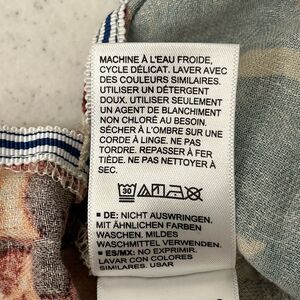 MACHINE À L'EAU FROIDE,
CYCLE DÉLICAT. LAVER AVEC
DES COULEURS SIMILAIRES.
UTILISER UN DÉTERGENT
DOUX. UTILISER SEULEMENT
UN AGENT DE BLANCHIMENT
NON CHLORÉ AU BESOIN.
SÉCHER À L'OMBRE SUR UNE
CORDE À LINGE. NE PAS
TORDRE. REPASSER À FER
TIÈDE. NE PAS NETTOYER À
SEC.
30
■ DE: NICHT AUSWRINGEN.
MIT ÄHNLICHEN FARBEN
WASCHEN. MILDES
WASCHMITTEL VERWENDEN.
■ ES/MX: NO EXPRIMIR.
LAVAR CON COLORES
SIMILARES. USAR